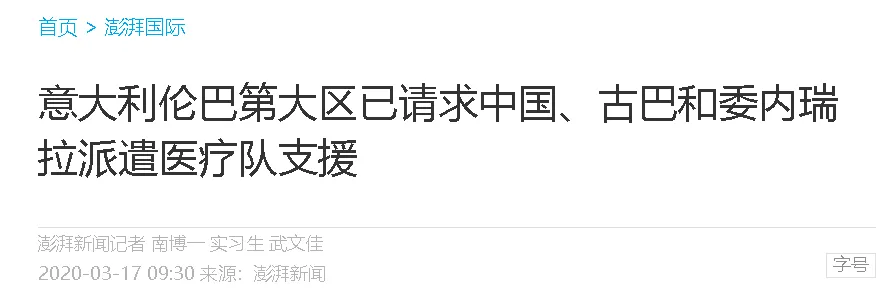 首页 > 澎湃国际
意大利伦巴第大区已请求中国、古巴和委内瑞
拉派遣医疗队支援
澎湃新闻记者 南博一 实习生 武文佳
2020-03-17 09:30 来源：澎湃新闻
字号